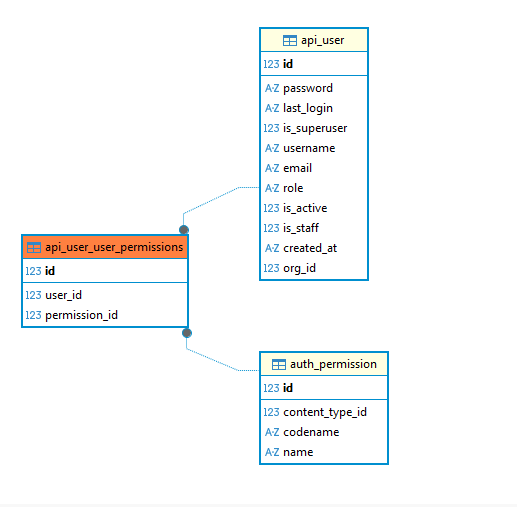 api_user
123 id
A-Z password
A-Z last_login
123 is_superuser
A-Z username
A-Z email
A-Z role
123 is_active
123 is_staff
A-Z created_at
123 org_id
api_user_user_permissions
123 id
123 user_id
123 permission_id
auth_permission
123 id
123 content_type_id
A-Z codename
A-Z name